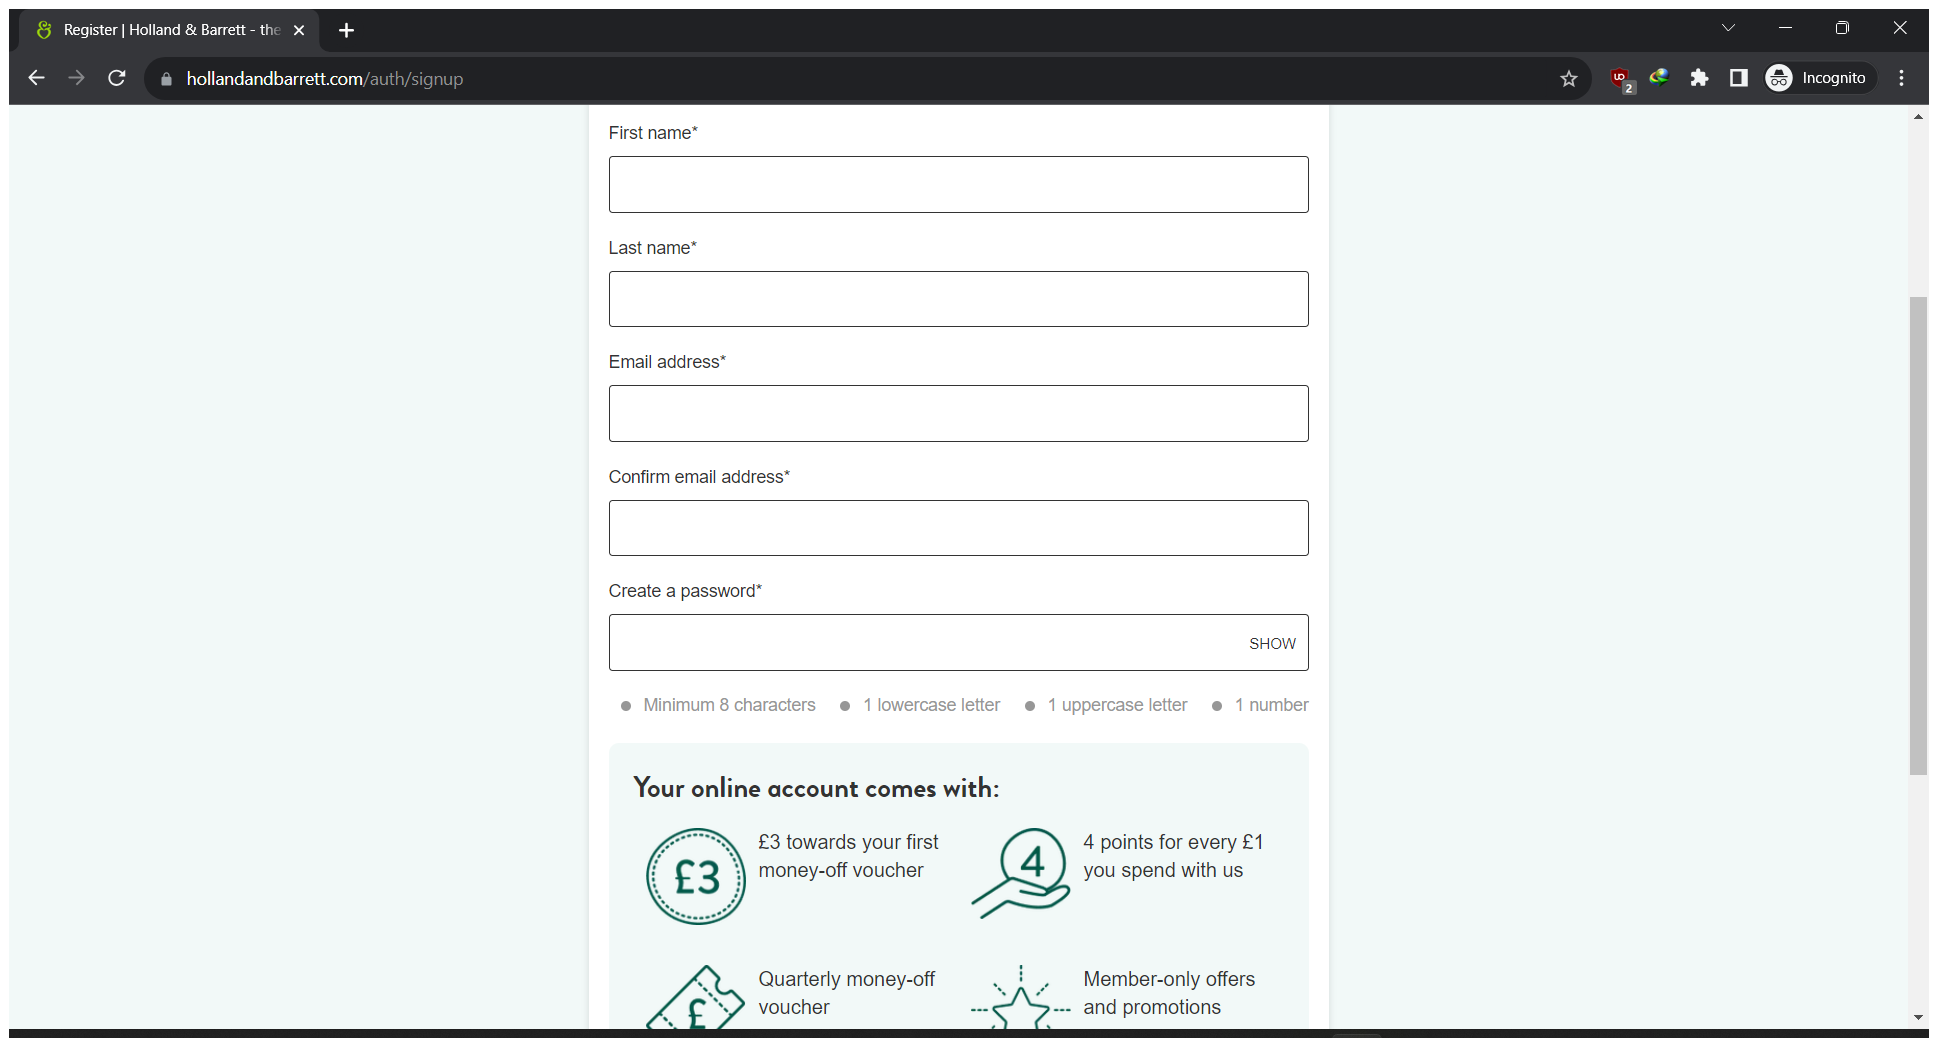 Register | Holland & Barrett - the
hollandandbarrett.com/auth/signup
2
Incognito
First name*
Last name*
Email address*
Confirm email address*
Create a password*
SHOW
Minimum 8 characters
1 lowercase letter
1 uppercase letter
1 number
Your online account comes with:
£3
£3 towards your first
money-off voucher
4
4 points for every £1
you spend with us
£
Quarterly money-off
voucher
Member-only offers
and promotions